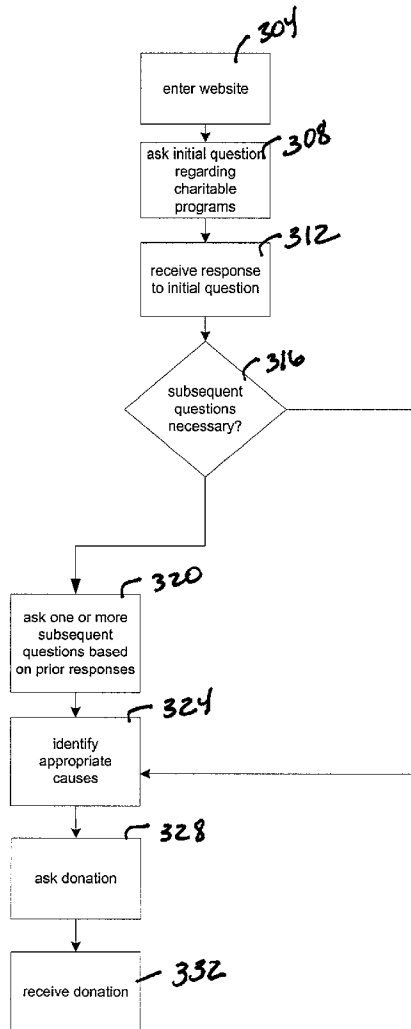 304
enter website
308
ask initial question
regarding
charitable
programs
312
receive response
to initial question
316
subsequent
questions
necessary?
320
ask one or more
subsequent
questions based
on prior responses
324
identify
appropriate
causes
328
ask donation
332
receive donation